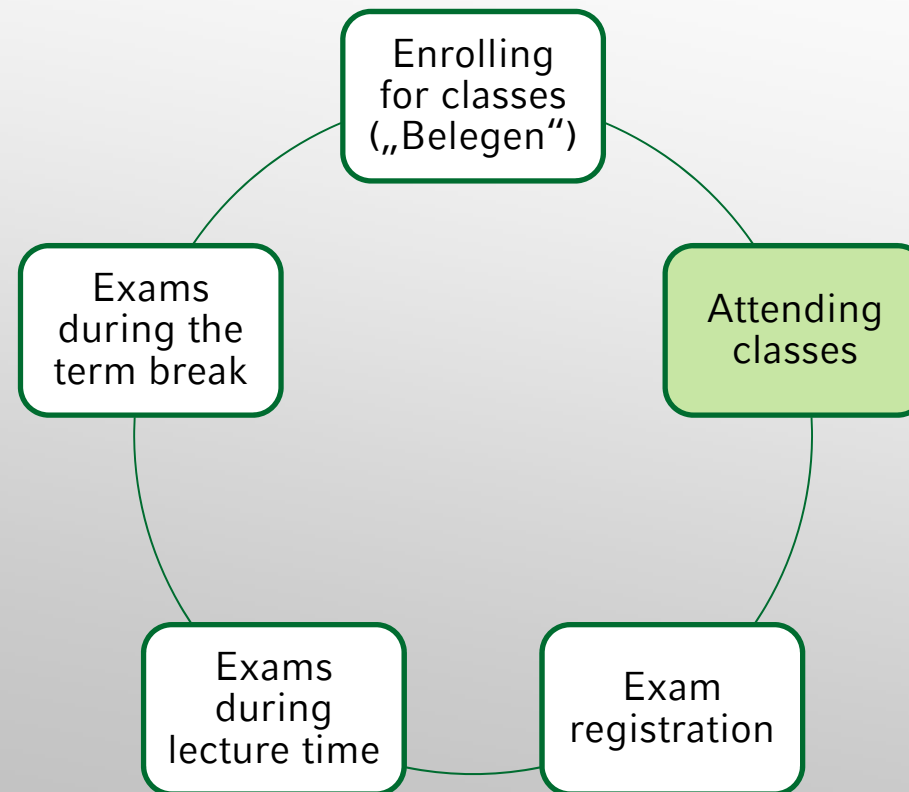 Enrolling
for classes
(„Belegen“)
Attending
classes
Exam
registration
Exams
during
lecture time
Exams
during the
term break